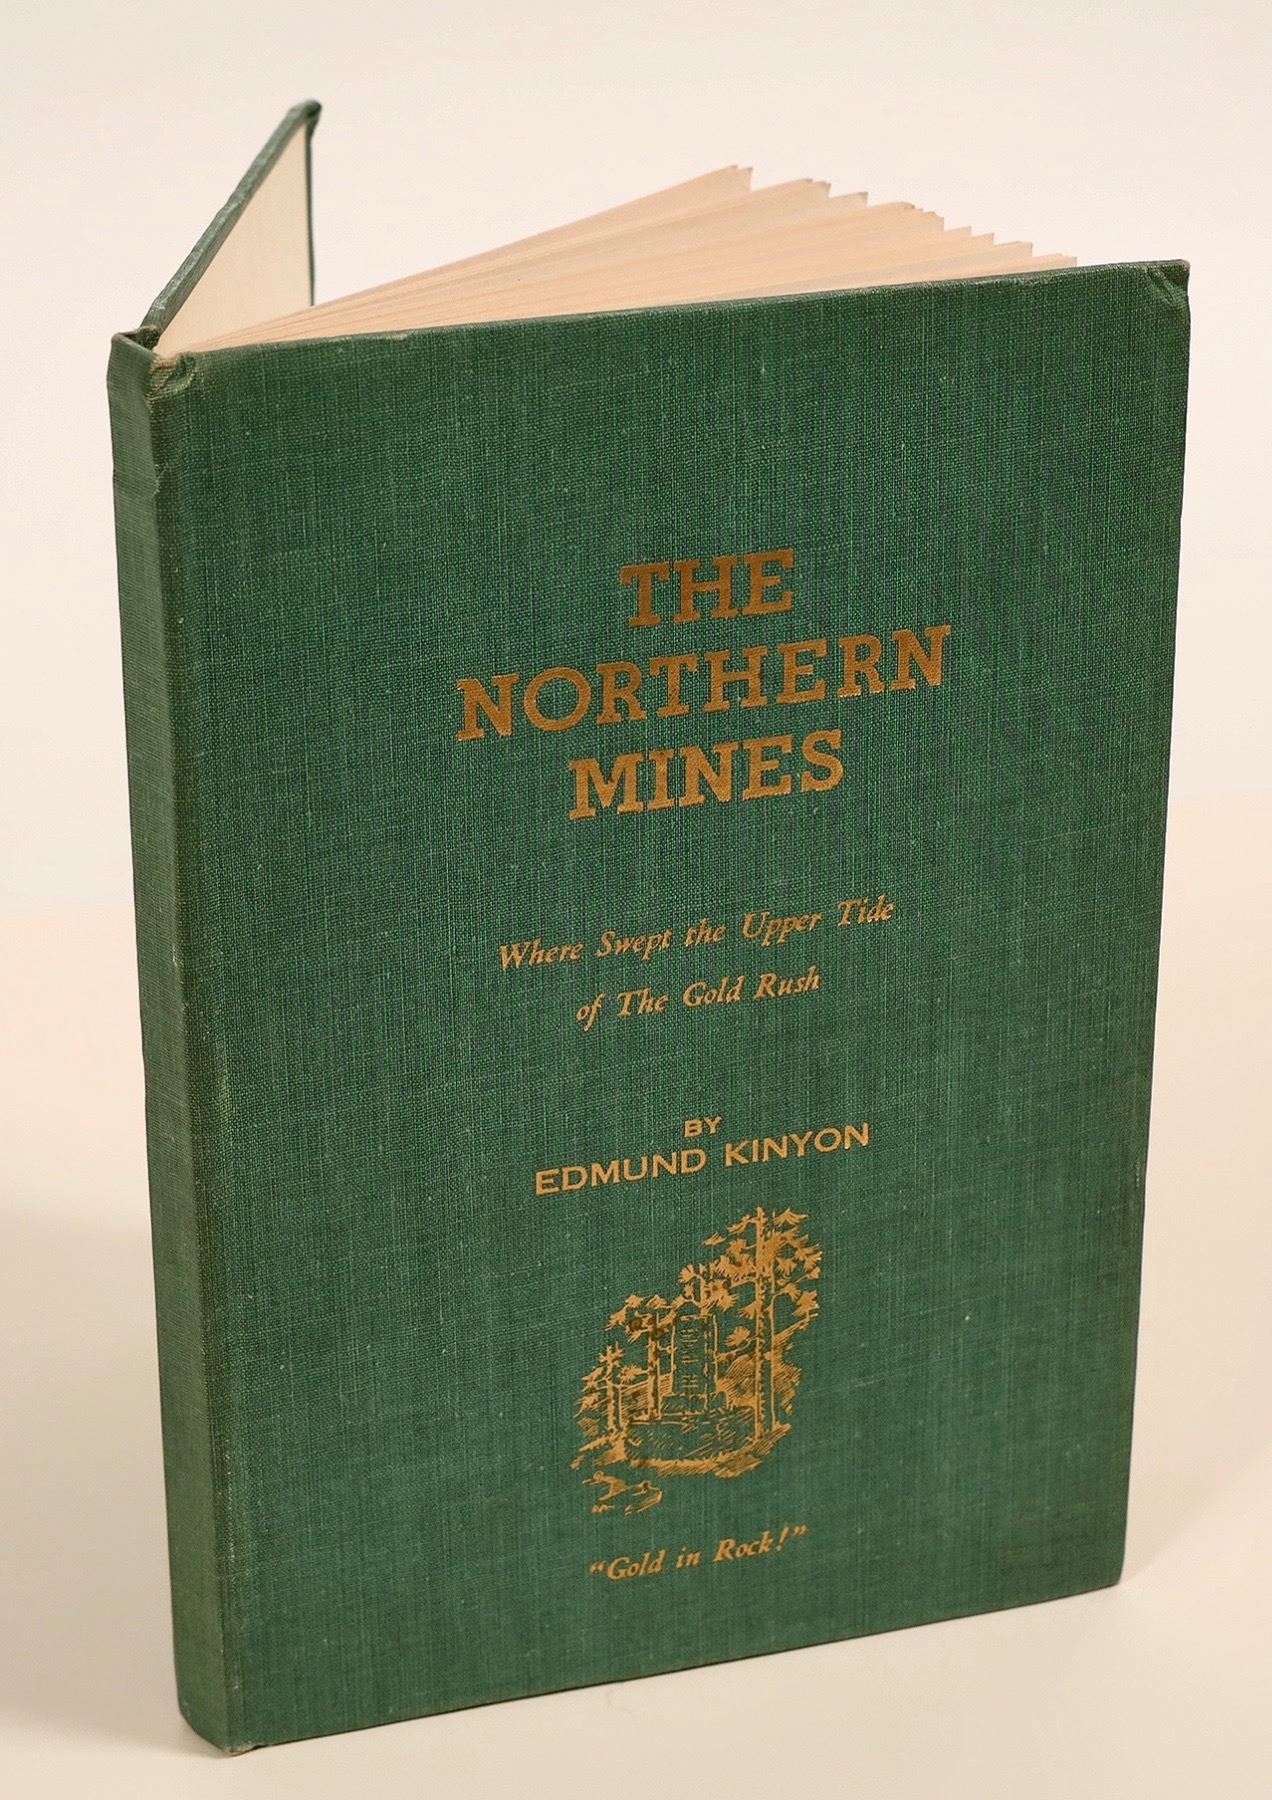 THE
NORTHERN
MINES
Where Swept the Upper Tide
of The Gold Rush
BY
EDMUND KINYON
"Gold in Rock!"